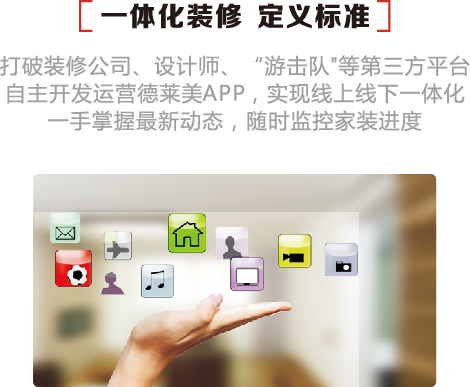 一体化装修 定义标准
打破装修公司、设计师、“游击队"等第三方平台
自主开发运营德莱美APP，实现线上线下一体化
一手掌握最新动态，随时监控家装进度